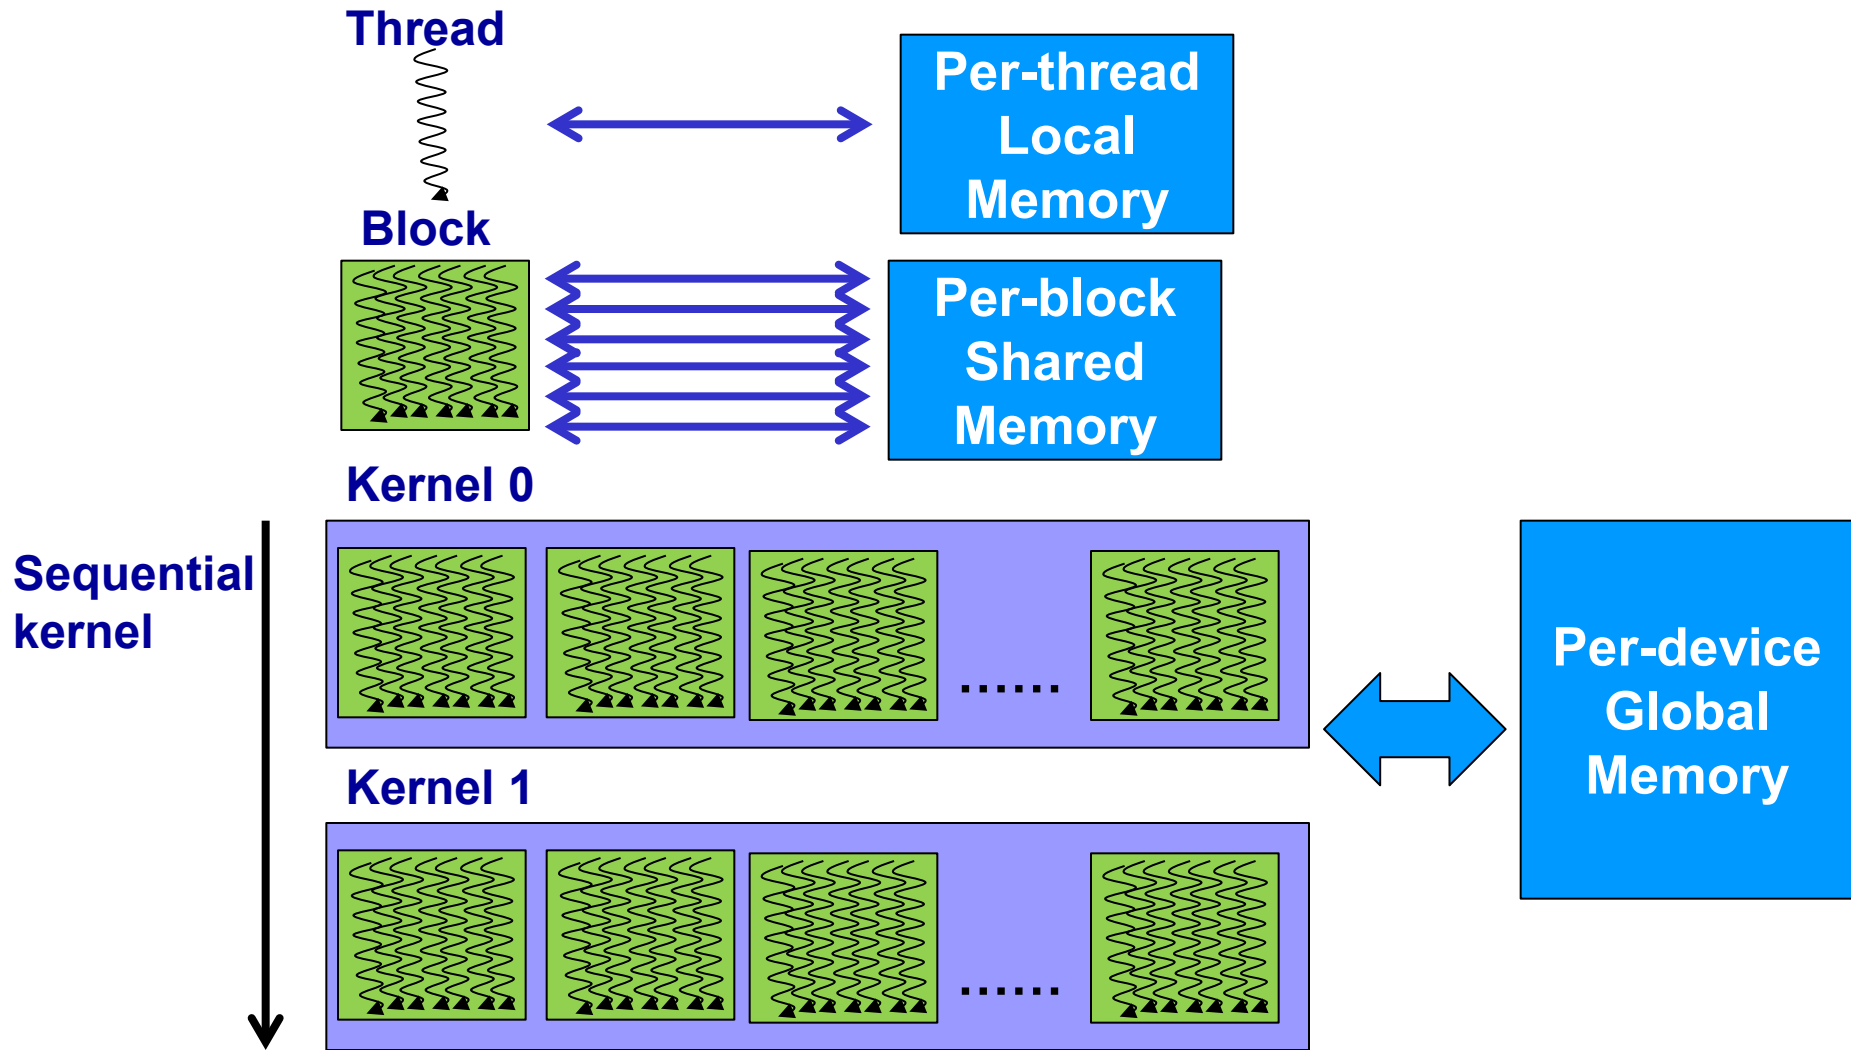 Thread
Per-thread
Local
Memory
Block
Per-block
Shared
Memory
Kernel 0
Sequential
kernel
......
Per-device
Global
Memory
Kernel 1
......